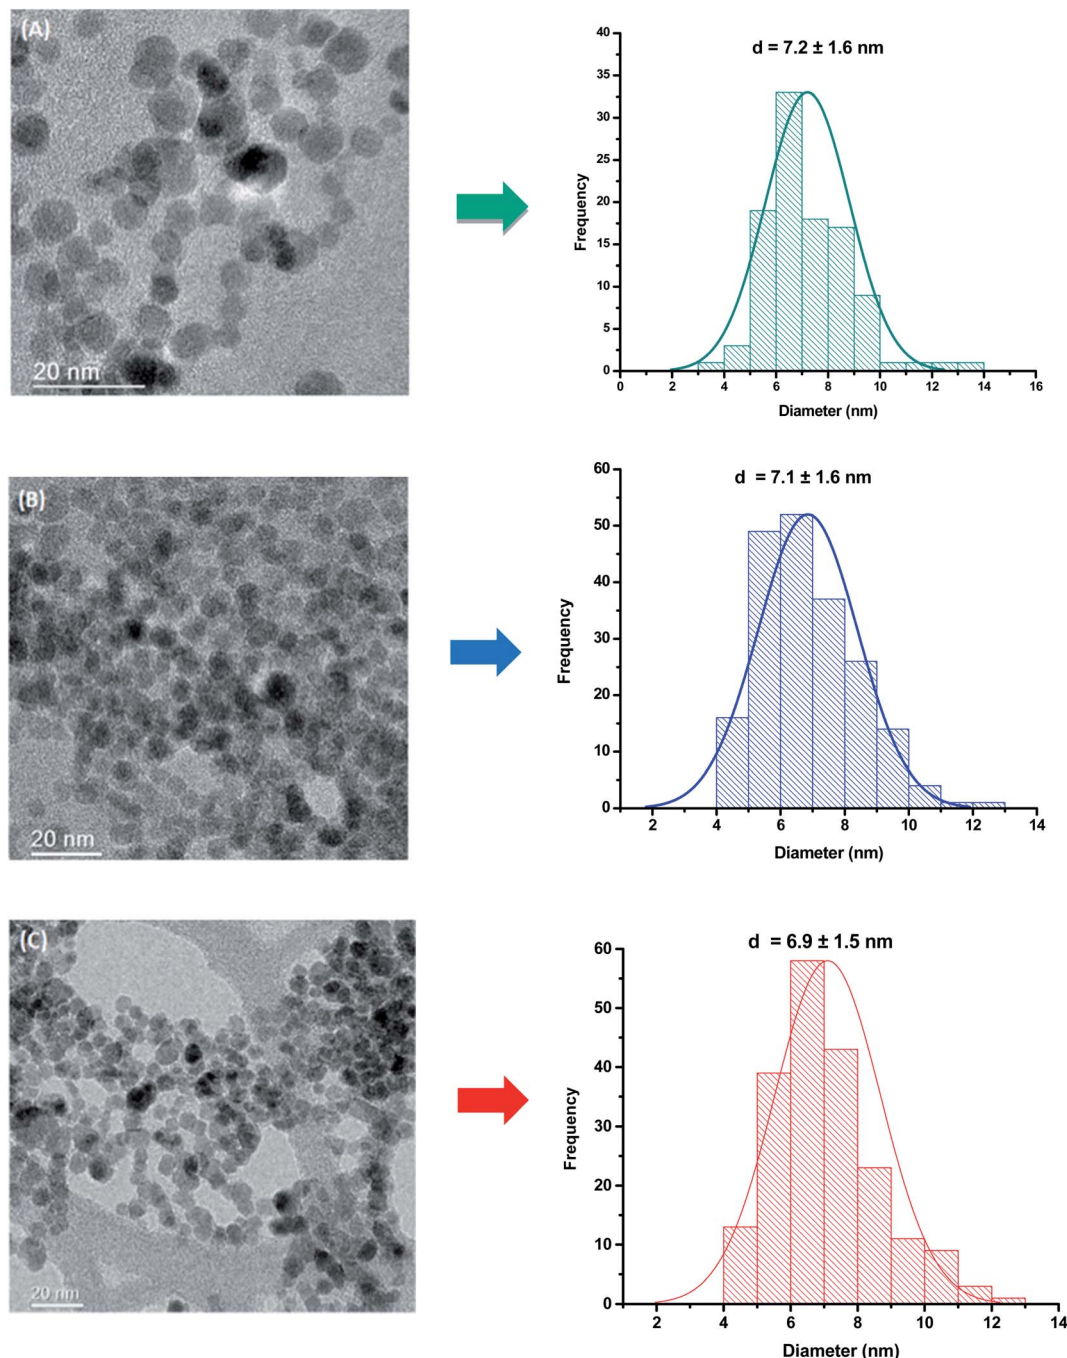 (A)
20 nm
d = 7.2 ± 1.6 nm
Frequency
40
35
30
25
20
15
10
5
0
0 2 4 6 8 10 12 14 16
Diameter (nm)
(B)
20 nm
d = 7.1 ± 1.6 nm
Frequency
60
50
40
30
20
10
0
2 4 6 8 10 12 14
Diameter (nm)
(C)
20 nm
d = 6.9 ± 1.5 nm
Frequency
60
50
40
30
20
10
0
2 4 6 8 10 12 14
Diameter (nm)